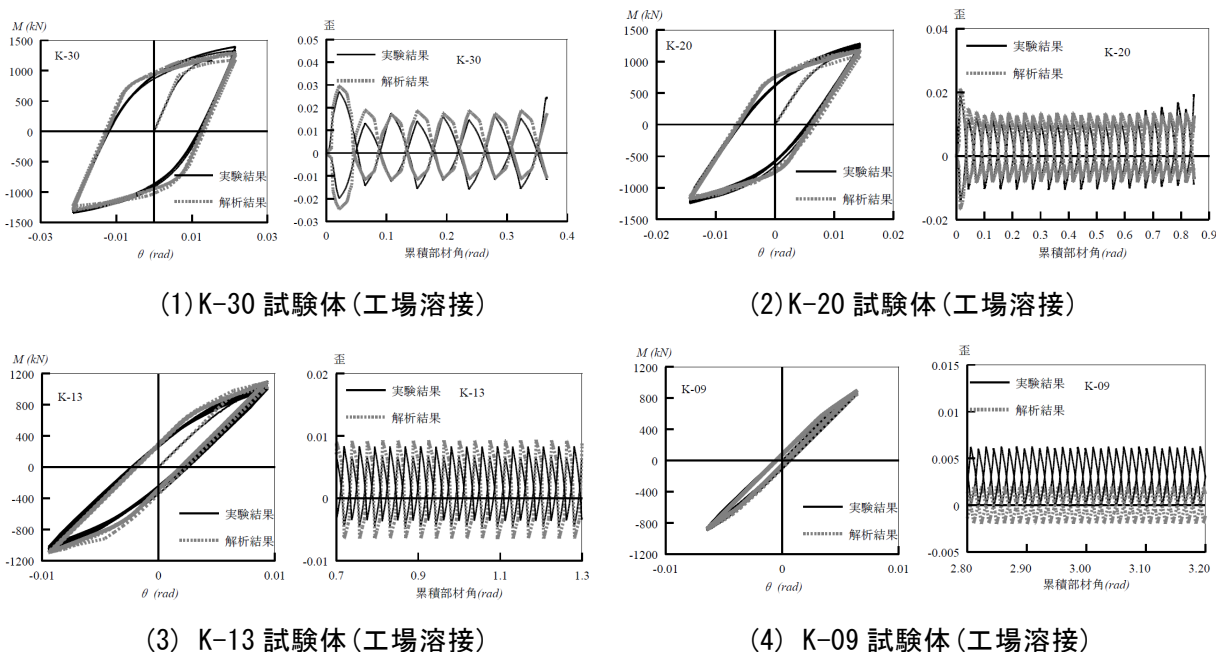 M (kN)
1500
1000
500
0
-500
-1000
-1500
K-30
実験結果
解析結果
-0.03
-0.01
0.01
0.03
θ (rad)
歪
0.05
0.04
0.03
0.02
0.01
0
-0.01
-0.02
-0.03
実験結果
K-30
解析結果
0
0.1
0.2
0.3
0.4
累積部材角(rad)
(1)K-30 試験体(工場溶接)
M (kN)
1500
1000
500
0
-500
-1000
-1500
K-20
実験結果
解析結果
-0.02
-0.01
0
0.01
0.02
θ (rad)
歪
0.04
0.02
0
-0.02
実験結果
K-20
解析結果
0 0.1 0.2 0.3 0.4 0.5 0.6 0.7 0.8 0.9
累積部材角(rad)
(2)K-20 試験体(工場溶接)
M (kN)
1200
800
400
0
-400
-800
-1200
K-13
実験結果
解析結果
-0.01
0
0.01
θ (rad)
歪
0.02
0.01
0
-0.01
実験結果 K-13
解析結果
0.7
0.9
1.1
1.3
累積部材角(rad)
(3) K-13 試験体(工場溶接)
M (kN)
1200
800
400
0
-400
-800
-1200
K-09
実験結果
解析結果
-0.01
0
0.01
θ (rad)
歪
0.015
0.01
0.005
0
-0.005
実験結果
K-09
解析結果
2.80
2.90
3.00
3.10
3.20
累積部材角(rad)
(4) K-09 試験体(工場溶接)